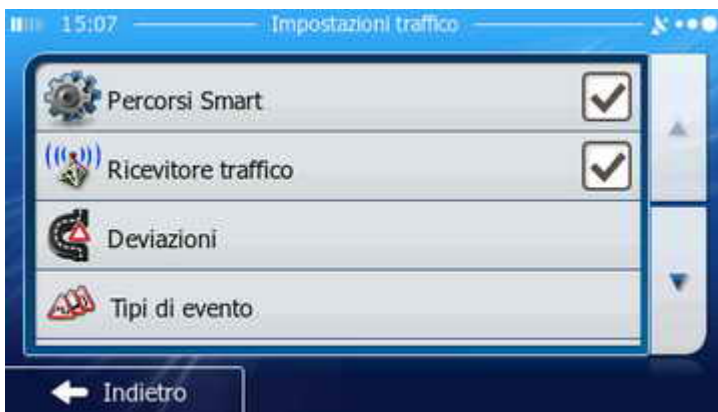 15:07
Impostazioni traffico
Percorsi Smart
Ricevitore traffico
Deviazioni
Tipi di evento
Indietro